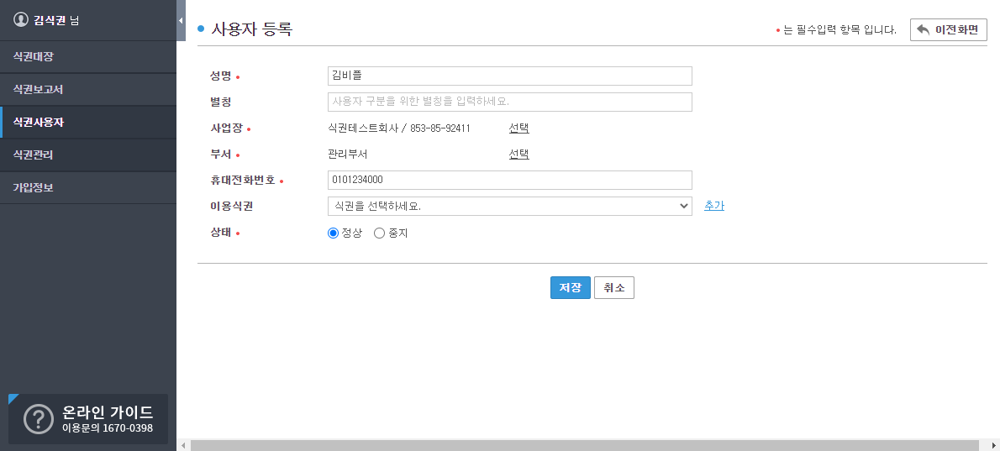 김식권 님
식권대장
식권보고서
식권사용자
식권관리
가입정보
온라인 가이드
이용문의 1670-0398
사용자 등록
• 는 필수입력 항목 입니다.
이전화면
성명 •
김비플
별칭
사용자 구분을 위한 별칭을 입력하세요.
사업장 •
식권테스트회사 / 853-85-92411
선택
부서 •
관리부서
선택
휴대전화번호 •
0101234000
이용식권
식권을 선택하세요.
추가
상태 •
정상
중지
저장
취소